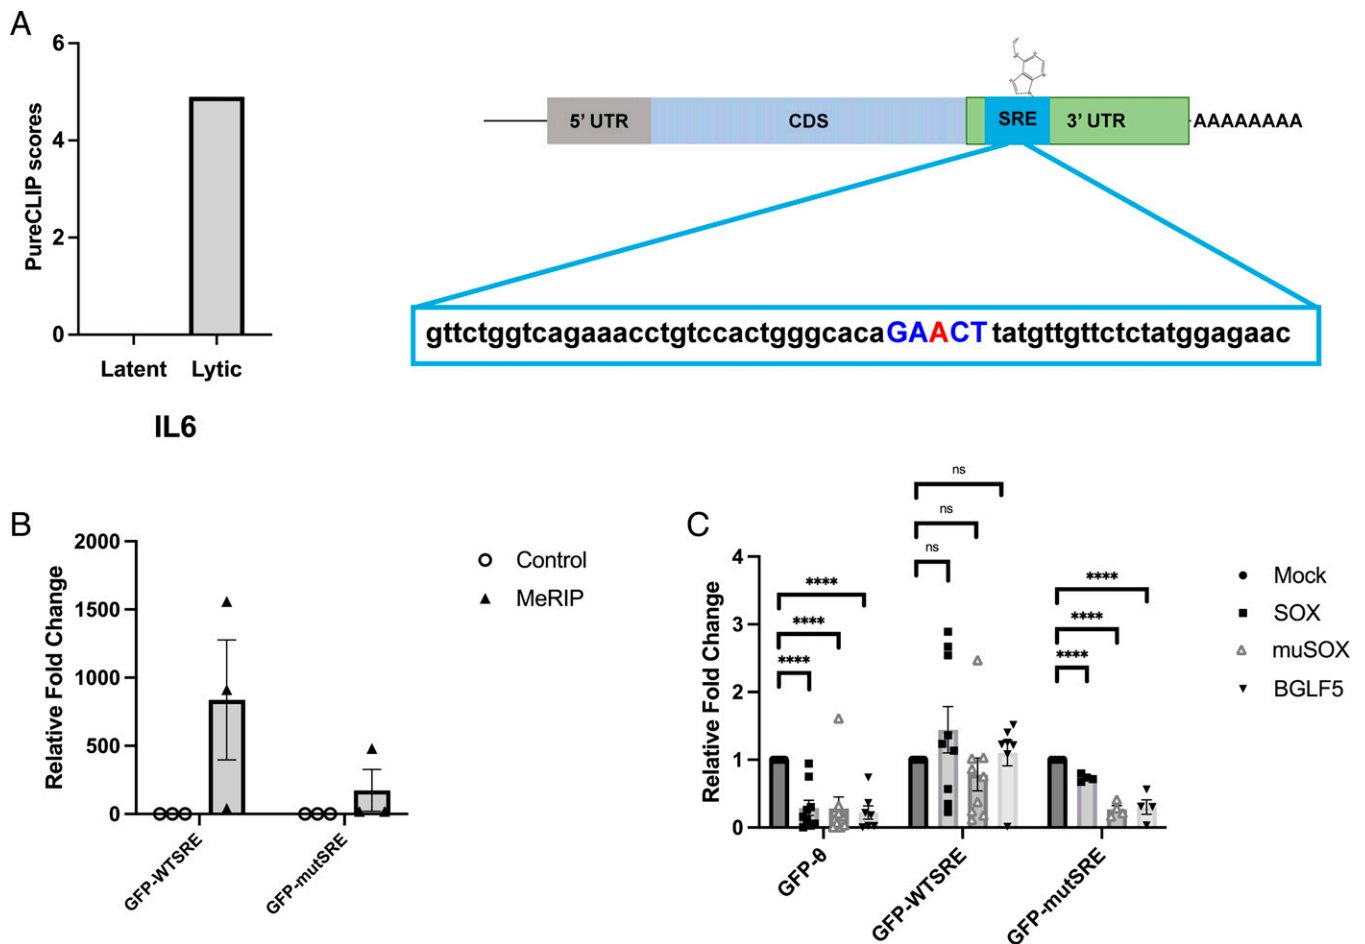 A
6
4
2
0
PureCLIP scores
Latent Lytic
IL6
5' UTR CDS SRE 3' UTR AAAAAAAA
gttctggtcagaaacctgtccactgggcacaGAACTtatgttgttctctatggagaac
B
2000
1500
1000
500
0
Relative Fold Change
GFP-WTSRE
GFP-mutSRE
Control
MeRIP
C
4
3
2
1
0
Relative Fold Change
****
****
****
ns
ns
ns
****
****
****
GFP-θ
GFP-WTSRE
GFP-mutSRE
Mock
SOX
muSOX
BGLF5